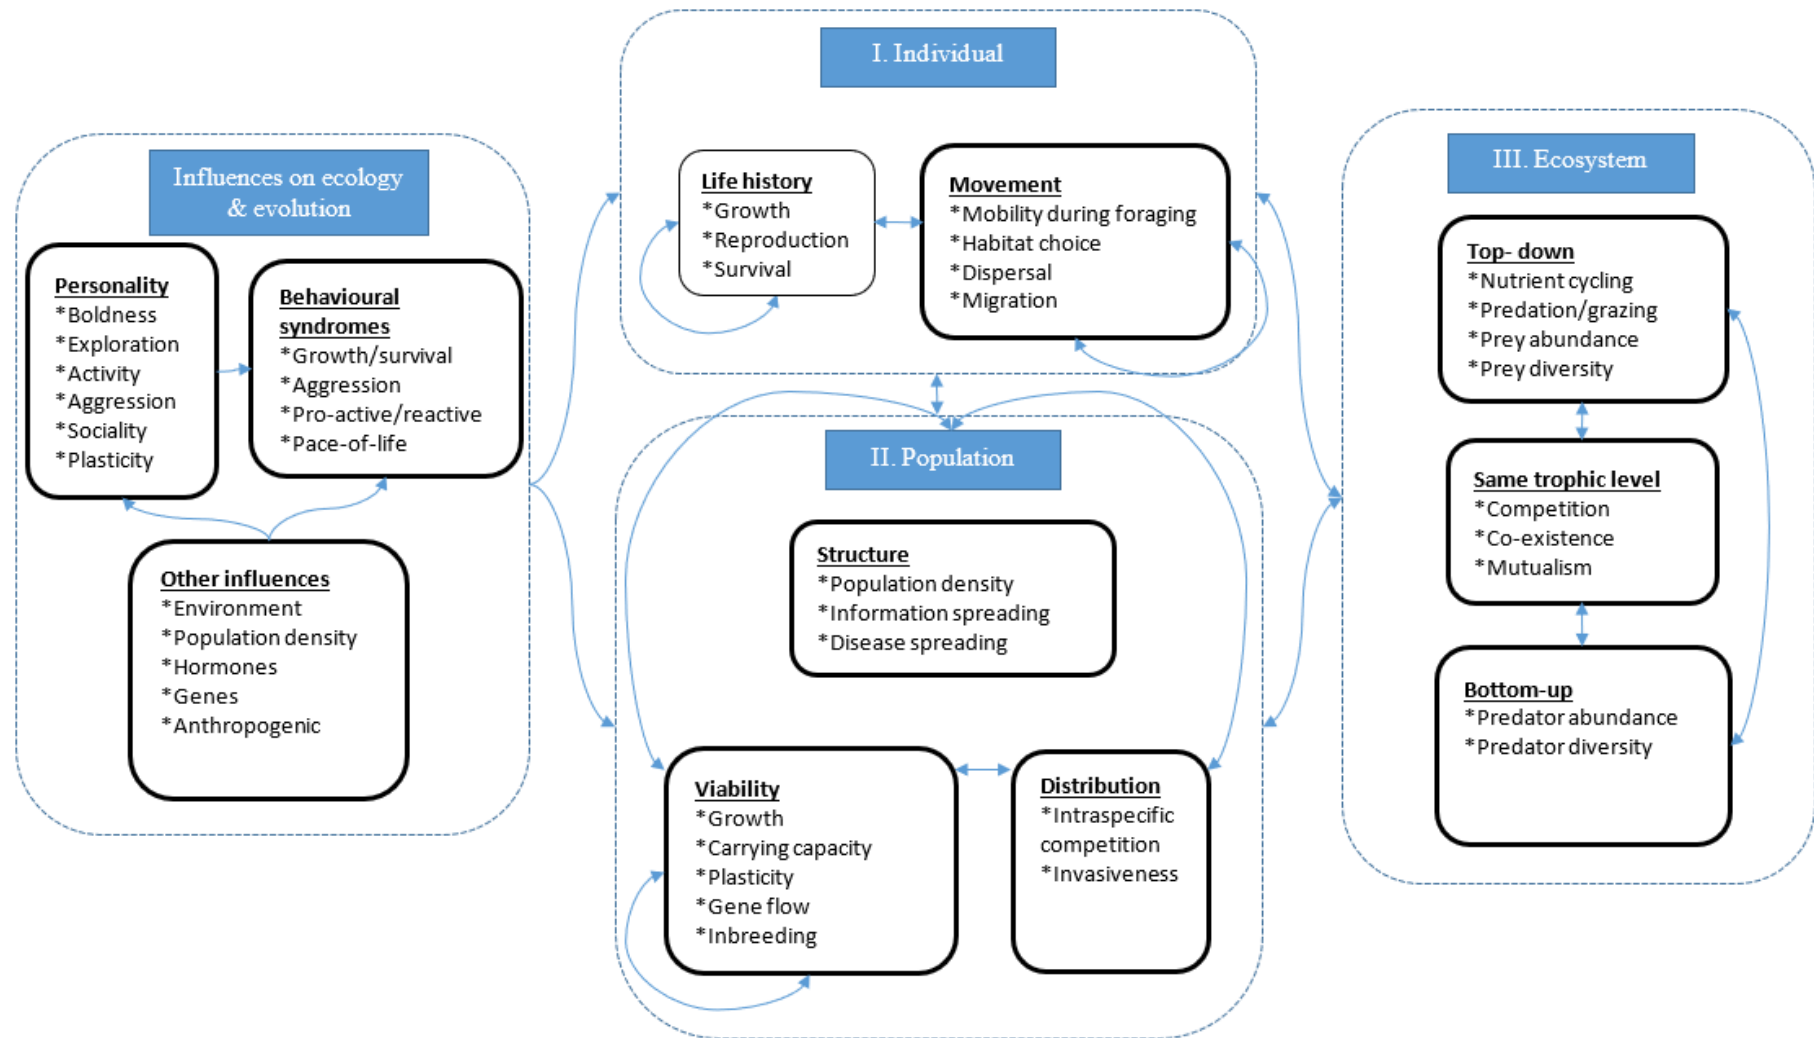 Influences on ecology
& evolution
Personality
*Boldness
*Exploration
*Activity
*Aggression
*Sociality
*Plasticity
Behavioural
syndromes
*Growth/survival
*Aggression
*Pro-active/reactive
*Pace-of-life
Other influences
*Environment
*Population density
*Hormones
*Genes
*Anthropogenic
I. Individual
Life history
*Growth
*Reproduction
*Survival
Movement
*Mobility during foraging
*Habitat choice
*Dispersal
*Migration
II. Population
Structure
*Population density
*Information spreading
*Disease spreading
Viability
*Growth
*Carrying capacity
*Plasticity
*Gene flow
*Inbreeding
Distribution
*Intraspecific
competition
*Invasiveness
III. Ecosystem
Top- down
*Nutrient cycling
*Predation/grazing
*Prey abundance
*Prey diversity
Same trophic level
*Competition
*Co-existence
*Mutualism
Bottom-up
*Predator abundance
*Predator diversity